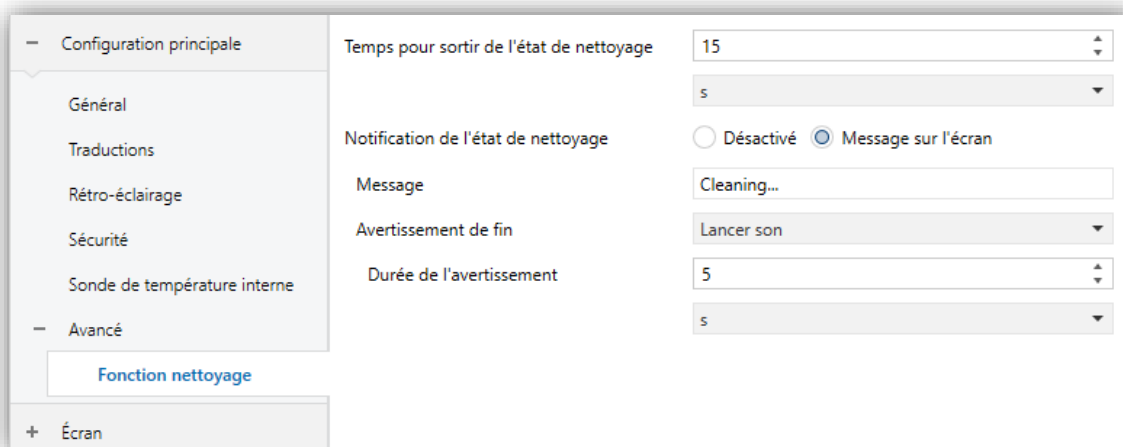 Configuration principale
Général
Traductions
Rétro-éclairage
Sécurité
Sonde de température interne
Avancé
Fonction nettoyage
Écran
Temps pour sortir de l'état de nettoyage
15
s
Notification de l'état de nettoyage
Désactivé Message sur l'écran
Message
Cleaning...
Avertissement de fin
Lancer son
Durée de l'avertissement
5
s